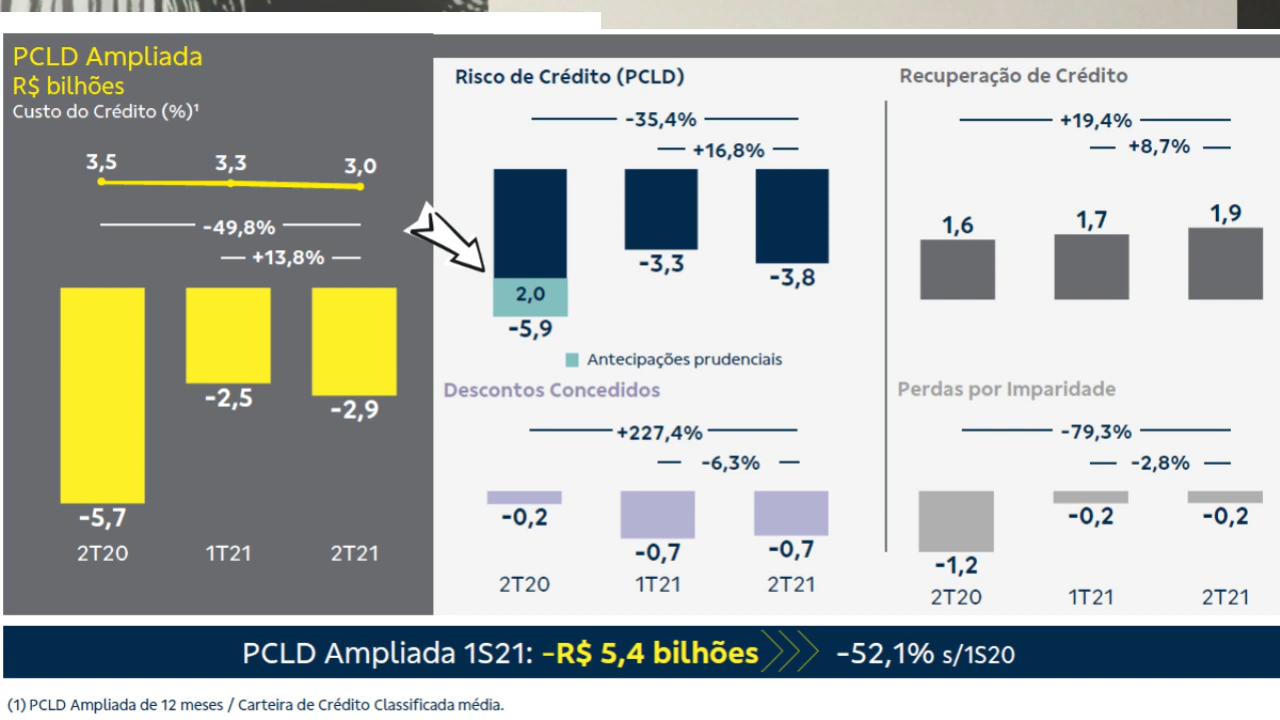 PCLD Ampliada
R$ bilhões
Custo do Crédito (%)¹
3,5
3,3
3,0
-49,8%
+13,8%
-5,7
-2,5
-2,9
2T20
1T21
2T21
Risco de Crédito (PCLD)
-35,4%
+16,8%
2,0
-5,9
-3,3
-3,8
Antecipações prudenciais
Recuperação de Crédito
+19,4%
+8,7%
1,6
1,7
1,9
Descontos Concedidos
+227,4%
-6,3%
-0,2
-0,7
-0,7
2T20
1T21
2T21
Perdas por Imparidade
-79,3%
-2,8%
-1,2
-0,2
-0,2
2T20
1T21
2T21
PCLD Ampliada 1S21: -R$ 5,4 bilhões -52,1% s/1S20
(1) PCLD Ampliada de 12 meses / Carteira de Crédito Classificada média.